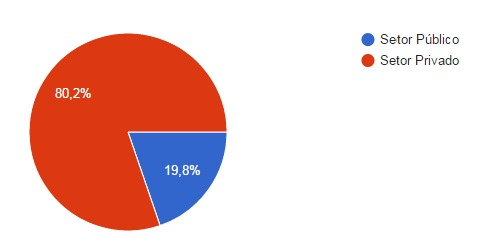 Setor Público
Setor Privado
80,2%
19,8%